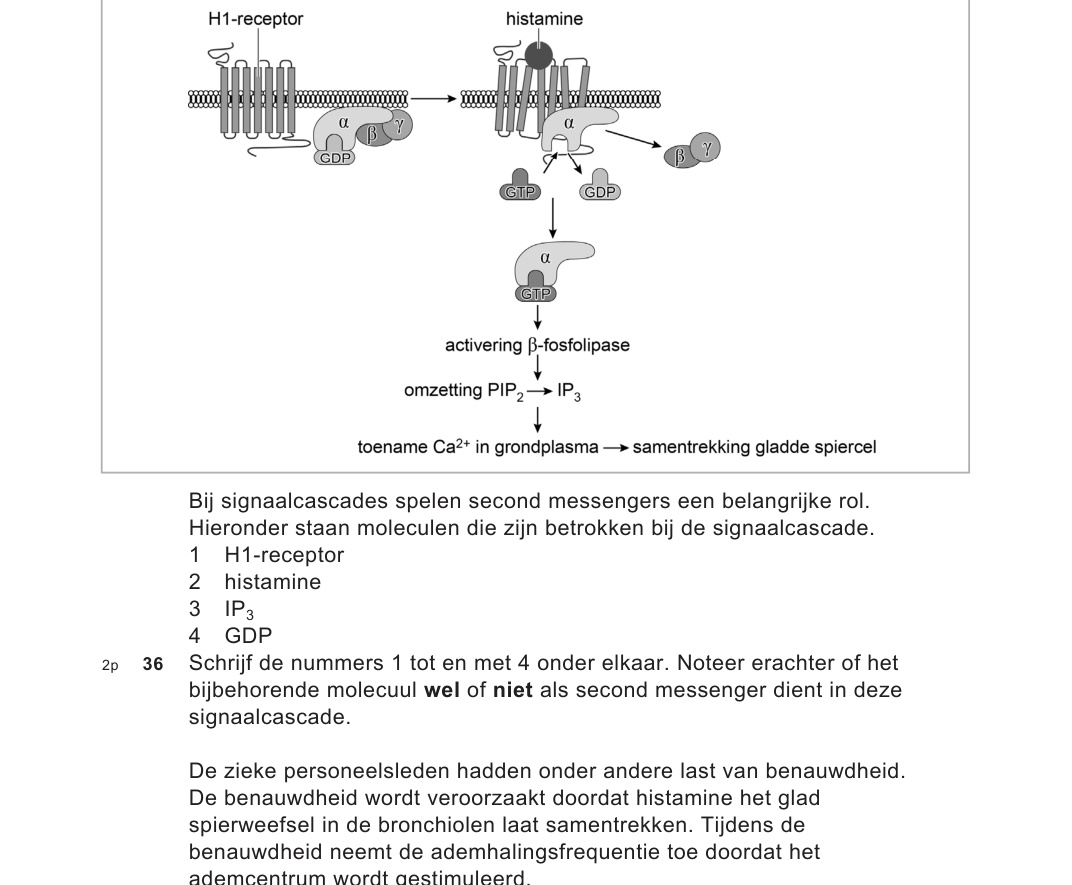 H1-receptor
histamine
α
β
γ
GDP
α
β
γ
GTP
GDP
α
GTP
activering β-fosfolipase
omzetting PIP2 → IP3
toename Ca2+ in grondplasma → samentrekking gladde spiercel
Bij signaalcascades spelen second messengers een belangrijke rol.
Hieronder staan moleculen die zijn betrokken bij de signaalcascade.
1 H1-receptor
2 histamine
3 IP3
4 GDP
2p 36 Schrijf de nummers 1 tot en met 4 onder elkaar. Noteer erachter of het
bijbehorende molecuul wel of niet als second messenger dient in deze
signaalcascade.
De zieke personeelsleden hadden onder andere last van benauwdheid.
De benauwdheid wordt veroorzaakt doordat histamine het glad
spierweefsel in de bronchiolen laat samentrekken. Tijdens de
benauwdheid neemt de ademhalingsfrequentie toe doordat het
ademcentrum wordt gestimuleerd.